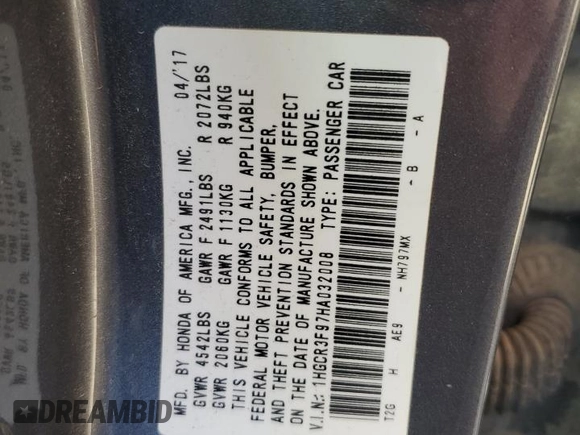 MFD. BY HONDA OF AMERICA MFG., INC. 04/'17
GVWR 4542LBS GAWR F 2491LBS R 2072LBS
GVWR 2060KG GAWR F 1130KG R 940KG
THIS VEHICLE CONFORMS TO ALL APPLICABLE
FEDERAL MOTOR VEHICLE SAFETY, BUMPER,
AND THEFT PREVENTION STANDARDS IN EFFECT
ON THE DATE OF MANUFACTURE SHOWN ABOVE.
V.I.N.: 1HGCR3F97HA032008 TYPE: PASSENGER CAR
T2G H AE9 - NH797MX - B - A
DREAMBID